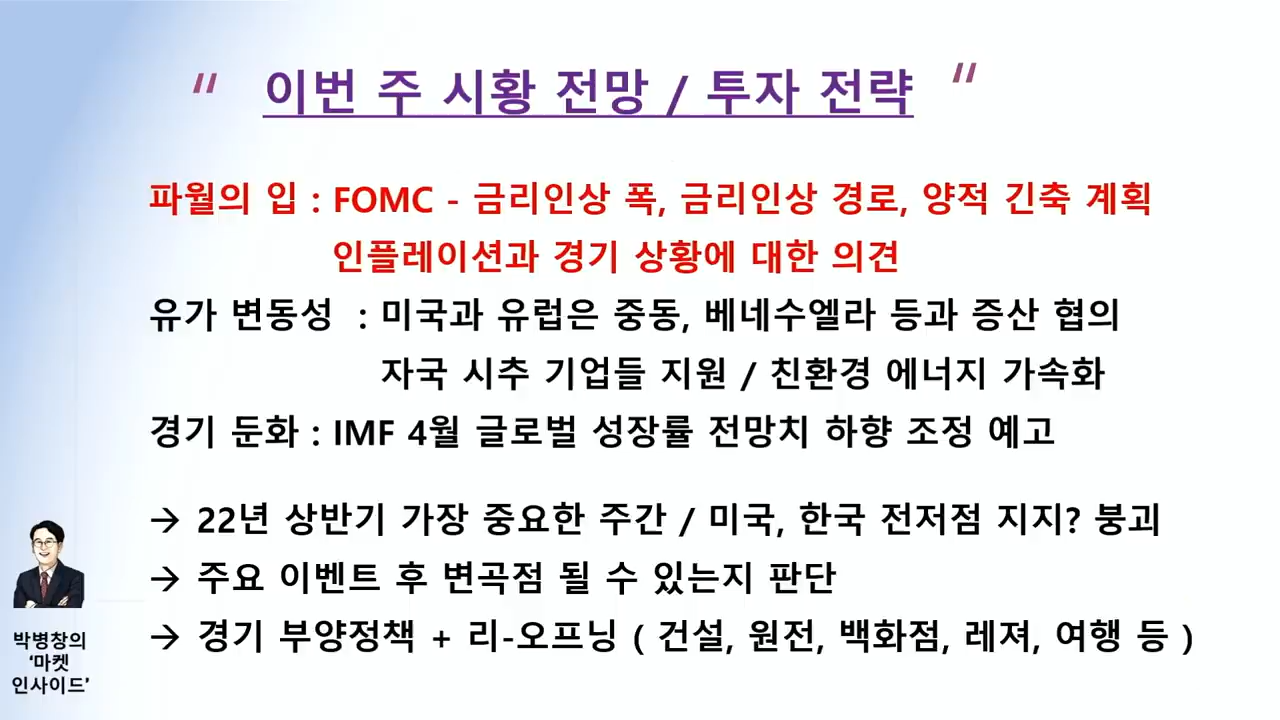 “ 이번 주 시황 전망 / 투자 전략 “
파월의 입 : FOMC - 금리인상 폭, 금리인상 경로, 양적 긴축 계획
인플레이션과 경기 상황에 대한 의견
유가 변동성 : 미국과 유럽은 중동, 베네수엘라 등과 증산 협의
자국 시추 기업들 지원 / 친환경 에너지 가속화
경기 둔화 : IMF 4월 글로벌 성장률 전망치 하향 조정 예고
→ 22년 상반기 가장 중요한 주간 / 미국, 한국 전저점 지지? 붕괴
→ 주요 이벤트 후 변곡점 될 수 있는지 판단
→ 경기 부양정책 + 리-오프닝 ( 건설, 원전, 백화점, 레져, 여행 등 )
박병창의
‘마켓
인사이드’